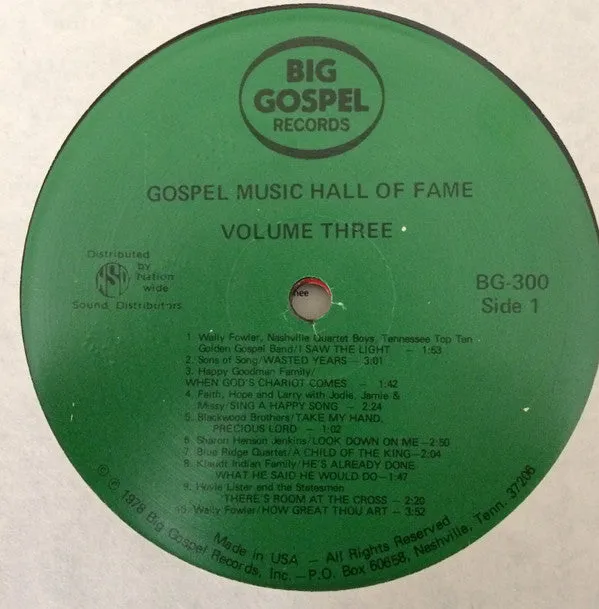 BIG
GOSPEL
RECORDS
GOSPEL MUSIC HALL OF FAME
VOLUME THREE
Distributed
by
NSD
Nation
wide
Sound Distributors
BG-300
Side 1
1. Wally Fowler, Nashville Quartet Boys, Tennessee Top Ten
Golden Gospel Band/I SAW THE LIGHT – 1:53
2. Sons of Song/WASTED YEARS – 3:01
3. Happy Goodman Family/
WHEN GOD'S CHARIOT COMES – 1:42
4. Faith, Hope and Larry with Jodie, Jamie &
Missy/SING A HAPPY SONG – 2:24
5. Blackwood Brothers/TAKE MY HAND,
PRECIOUS LORD – 1:02
6. Sharon Henson Jenkins/LOOK DOWN ON ME–2:50
7. Blue Ridge Quartet/A CHILD OF THE KING–2:04
8. Klaudt Indian Family/HE'S ALREADY DONE
WHAT HE SAID HE WOULD DO–1:47
9. Hovie Lister and the Statesmen
THERE'S ROOM AT THE CROSS – 2:20
10. Wally Fowler/HOW GREAT THOU ART – 3:52
Made in USA – All Rights Reserved
© ℗ 1978 Big Gospel Records, Inc.–P.O. Box 60658, Nashville, Tenn. 37206